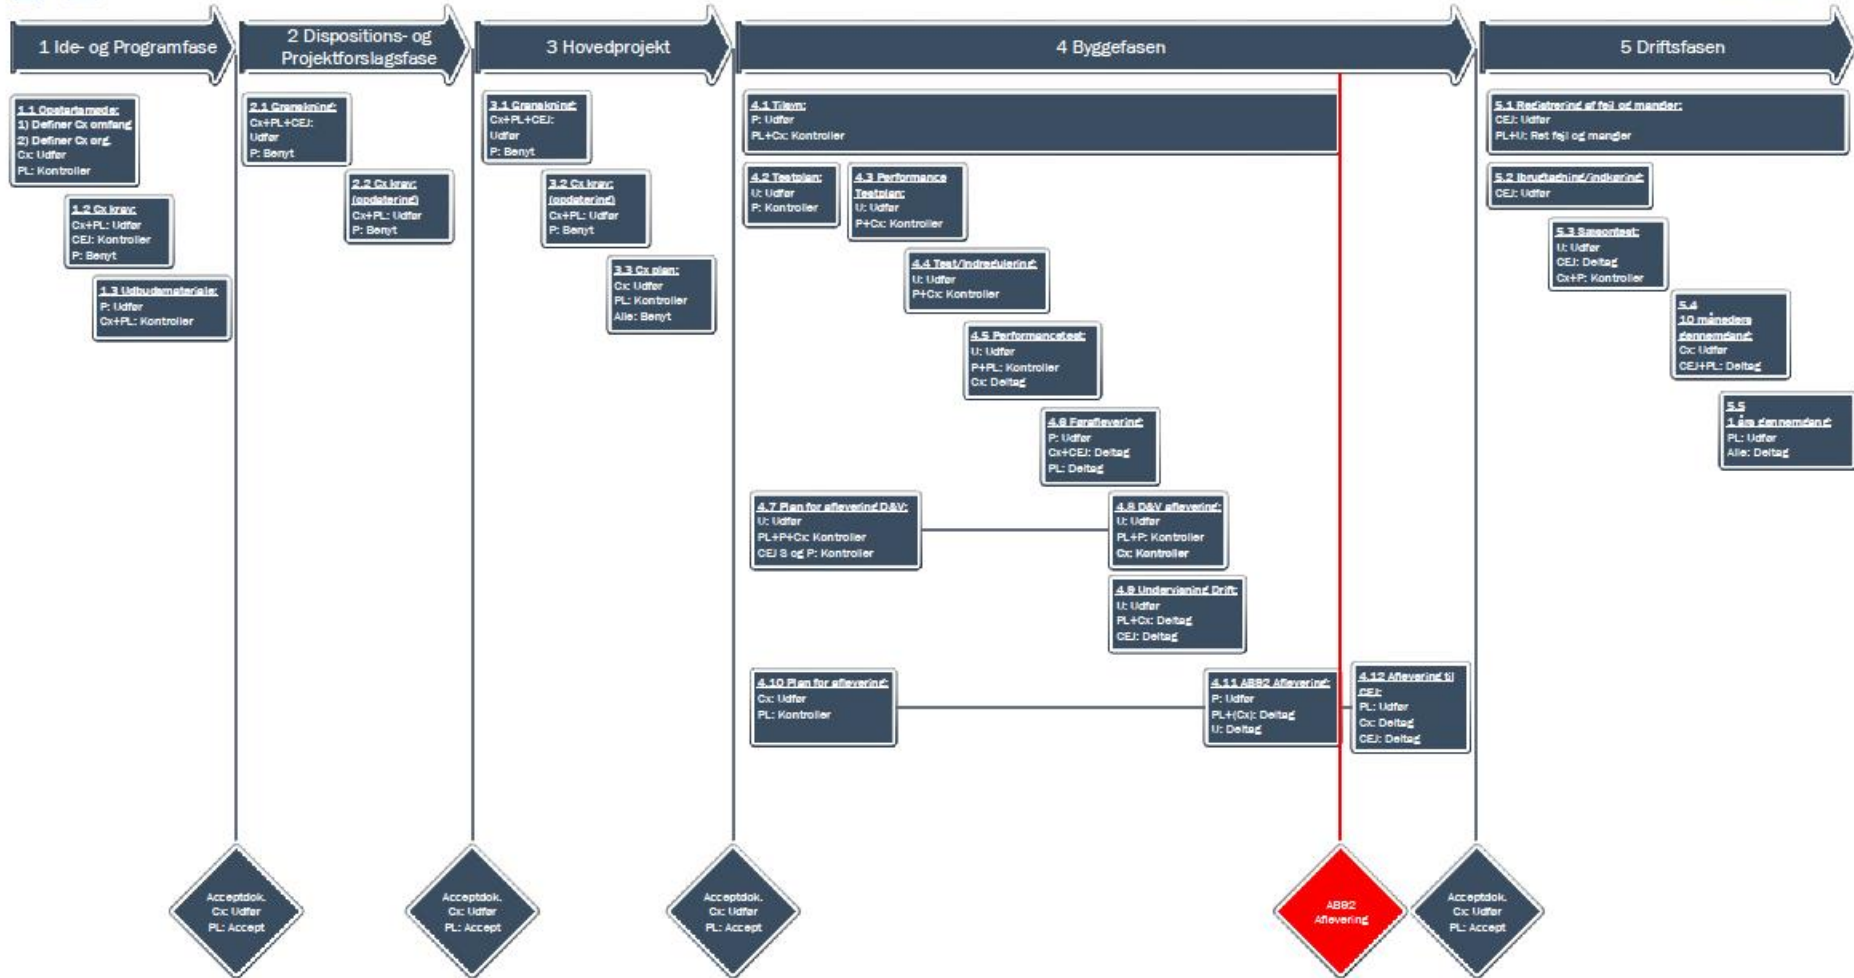 1 Ide- og Programfase
2 Dispositions- og
Projektforslagsfase
3 Hovedprojekt
4 Byggefasen
5 Driftsfasen
1.1 Opstartsmøde:
1) Definer Cx omfang
2) Definer Cx org.
Cx: Udfør
PL: Kontroller
1.2 Cx krav:
Cx+PL: Udfør
CEJ: Kontroller
P: Benyt
1.3 Udbudsmateriale:
P: Udfør
Cx+PL: Kontroller
2.1 Granskning:
Cx+PL+CEJ:
Udfør
P: Benyt
2.2 Cx krav:
(opdatering)
Cx+PL: Udfør
P: Benyt
3.1 Granskning:
Cx+PL+CEJ:
Udfør
P: Benyt
3.2 Cx krav:
(opdatering)
Cx+PL: Udfør
P: Benyt
3.3 Cx plan:
Cx: Udfør
PL: Kontroller
Alle: Benyt
4.1 Tilsyn:
P: Udfør
PL+Cx: Kontroller
4.2 Testplan:
U: Udfør
P: Kontroller
4.3 Performance
Testplan:
U: Udfør
P+Cx: Kontroller
4.4 Test/Indregulering:
U: Udfør
P+Cx: Kontroller
4.5 Performancetest:
U: Udfør
P+PL: Kontroller
Cx: Deltag
4.6 Føraflevering:
P: Udfør
Cx+CEJ: Deltag
PL: Deltag
4.7 Plan for aflevering D&V:
U: Udfør
PL+P+Cx: Kontroller
CEJ S og P: Kontroller
4.8 D&V aflevering:
U: Udfør
PL+P: Kontroller
Cx: Kontroller
4.9 Undervisning Drift:
U: Udfør
PL+Cx: Deltag
CEJ: Deltag
4.10 Plan for aflevering:
Cx: Udfør
PL: Kontroller
4.11 AB92 Aflevering:
P: Udfør
PL+(Cx): Deltag
U: Deltag
4.12 Aflevering til
CEJ:
PL: Udfør
Cx: Deltag
CEJ: Deltag
5.1 Registrering af fejl og mangler:
CEJ: Udfør
PL+U: Ret fejl og mangler
5.2 Ibrugtagning/indkøring:
CEJ: Udfør
5.3 Sæsontest:
U: Udfør
CEJ: Deltag
Cx+P: Kontroller
5.4
10 måneders
gennemgang:
Cx: Udfør
CEJ+PL: Deltag
5.5
1 års gennemgang:
PL: Udfør
Alle: Deltag
Acceptdok.
Cx: Udfør
PL: Accept
Acceptdok.
Cx: Udfør
PL: Accept
Acceptdok.
Cx: Udfør
PL: Accept
AB92
Aflevering
Acceptdok.
Cx: Udfør
PL: Accept